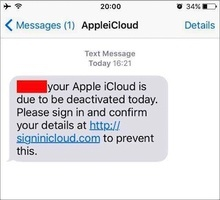 20:00
34%
Messages (1)
AppleiCloud
Details
Text Message
Today 16:21
your Apple iCloud is
due to be deactivated today.
Please sign in and confirm
your details at http://
signinicloud.com to prevent
this.